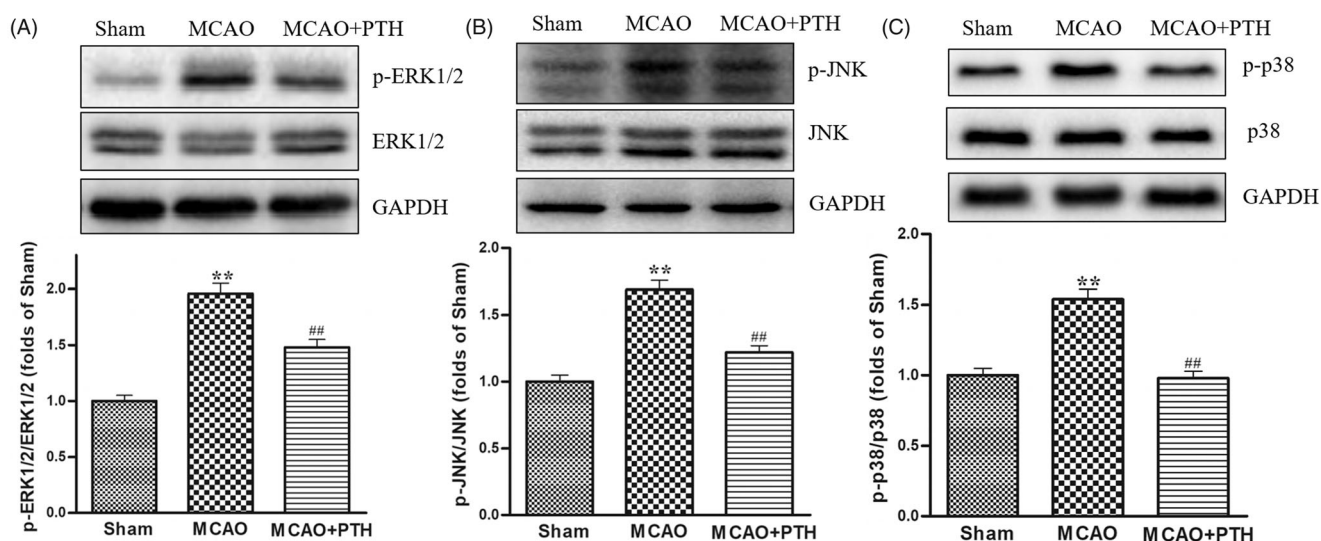 (A) Sham MCAO MCAO+PTH
p-ERK1/2
ERK1/2
GAPDH
p-ERK1/2/ERK1/2 (folds of Sham)
2.0
1.5
1.0
0.5
0.0
**
##
Sham MCAO MCAO+PTH
(B) Sham MCAO MCAO+PTH
p-JNK
JNK
GAPDH
p-JNK/JNK (folds of Sham)
2.0
1.5
1.0
0.5
0.0
**
##
Sham MCAO MCAO+PTH
(C) Sham MCAO MCAO+PTH
p-p38
p38
GAPDH
p-p38/p38 (folds of Sham)
2.0
1.5
1.0
0.5
0.0
**
##
Sham MCAO MCAO+PTH